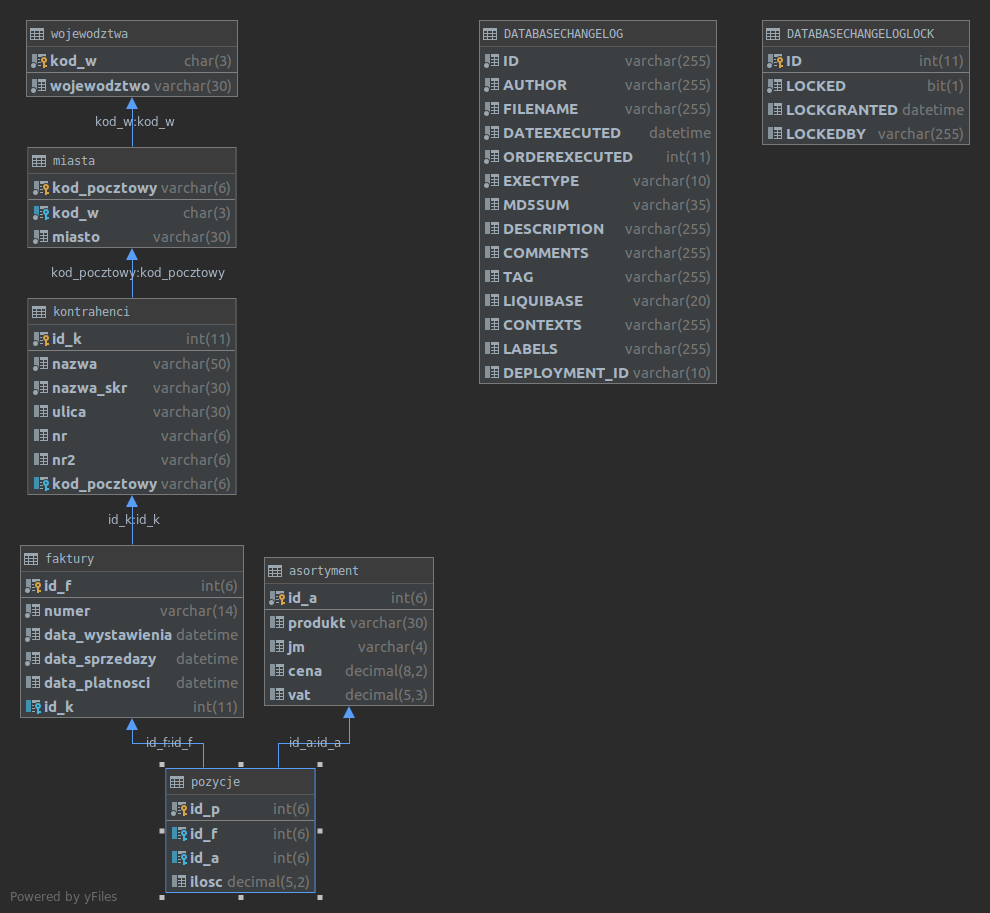 wojewodztwa
kod_w char(3)
wojewodztwo varchar(30)
kod_w:kod_w
miasta
kod_pocztowy varchar(6)
kod_w char(3)
miasto varchar(30)
kod_pocztowy:kod_pocztowy
kontrahenci
id_k int(11)
nazwa varchar(50)
nazwa_skr varchar(30)
ulica varchar(30)
nr varchar(6)
nr2 varchar(6)
kod_pocztowy varchar(6)
id_k:id_k
faktury
id_f int(6)
numer varchar(14)
data_wystawienia datetime
data_sprzedazy datetime
data_platnosci datetime
id_k int(11)
asortyment
id_a int(6)
produkt varchar(30)
jm varchar(4)
cena decimal(8,2)
vat decimal(5,3)
id_f:id_f
id_a:id_a
pozycje
id_p int(6)
id_f int(6)
id_a int(6)
ilosc decimal(5,2)
DATABASECHANGELOG
ID varchar(255)
AUTHOR varchar(255)
FILENAME varchar(255)
DATEEXECUTED datetime
ORDEREXECUTED int(11)
EXECTYPE varchar(10)
MD5SUM varchar(35)
DESCRIPTION varchar(255)
COMMENTS varchar(255)
TAG varchar(255)
LIQUIBASE varchar(20)
CONTEXTS varchar(255)
LABELS varchar(255)
DEPLOYMENT_ID varchar(10)
DATABASECHANGELOGLOCK
ID int(11)
LOCKED bit(1)
LOCKGRANTED datetime
LOCKEDBY varchar(255)
Powered by yFiles